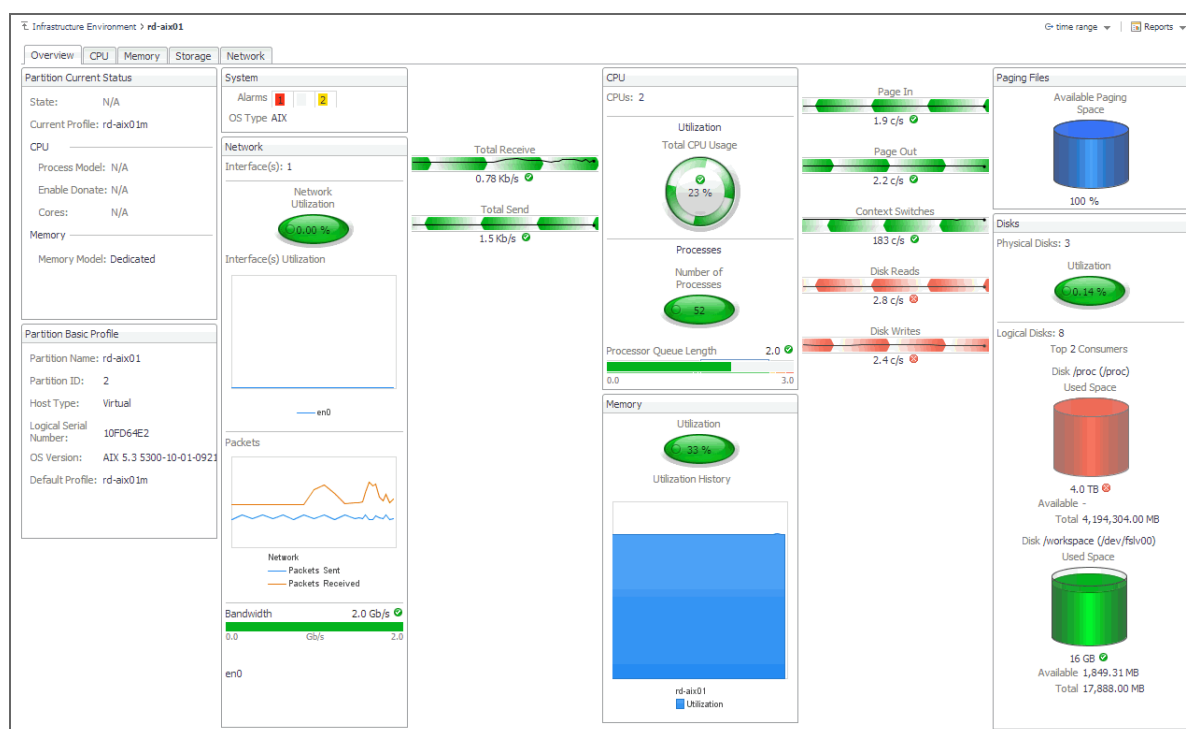 Infrastructure Environment > rd-aix01
time range
Reports
Overview
CPU
Memory
Storage
Network
Partition Current Status
State: N/A
Current Profile: rd-aix01m
CPU
Process Model: N/A
Enable Donate: N/A
Cores: N/A
Memory
Memory Model: Dedicated
Partition Basic Profile
Partition Name: rd-aix01
Partition ID: 2
Host Type: Virtual
Logical Serial
Number: 10FD64E2
OS Version: AIX 5.3 5300-10-01-0921
Default Profile: rd-aix01m
System
Alarms 1 2
OS Type AIX
Network
Interface(s): 1
Network
Utilization
0.00 %
Interface(s) Utilization
en0
Packets
Network
Packets Sent
Packets Received
Bandwidth 2.0 Gb/s
0.0 Gb/s 2.0
en0
Total Receive
0.78 Kb/s
Total Send
1.5 Kb/s
CPU
CPUs: 2
Utilization
Total CPU Usage
23 %
Processes
Number of
Processes
52
Processor Queue Length 2.0
0.0 3.0
Memory
Utilization
33 %
Utilization History
rd-aix01
Utilization
Page In
1.9 c/s
Page Out
2.2 c/s
Context Switches
183 c/s
Disk Reads
2.8 c/s
Disk Writes
2.4 c/s
Paging Files
Available Paging
Space
100 %
Disks
Physical Disks: 3
Utilization
0.14 %
Logical Disks: 8
Top 2 Consumers
Disk /proc (/proc)
Used Space
4.0 TB
Available -
Total 4,194,304.00 MB
Disk /workspace (/dev/fslv00)
Used Space
16 GB
Available 1,849.31 MB
Total 17,888.00 MB